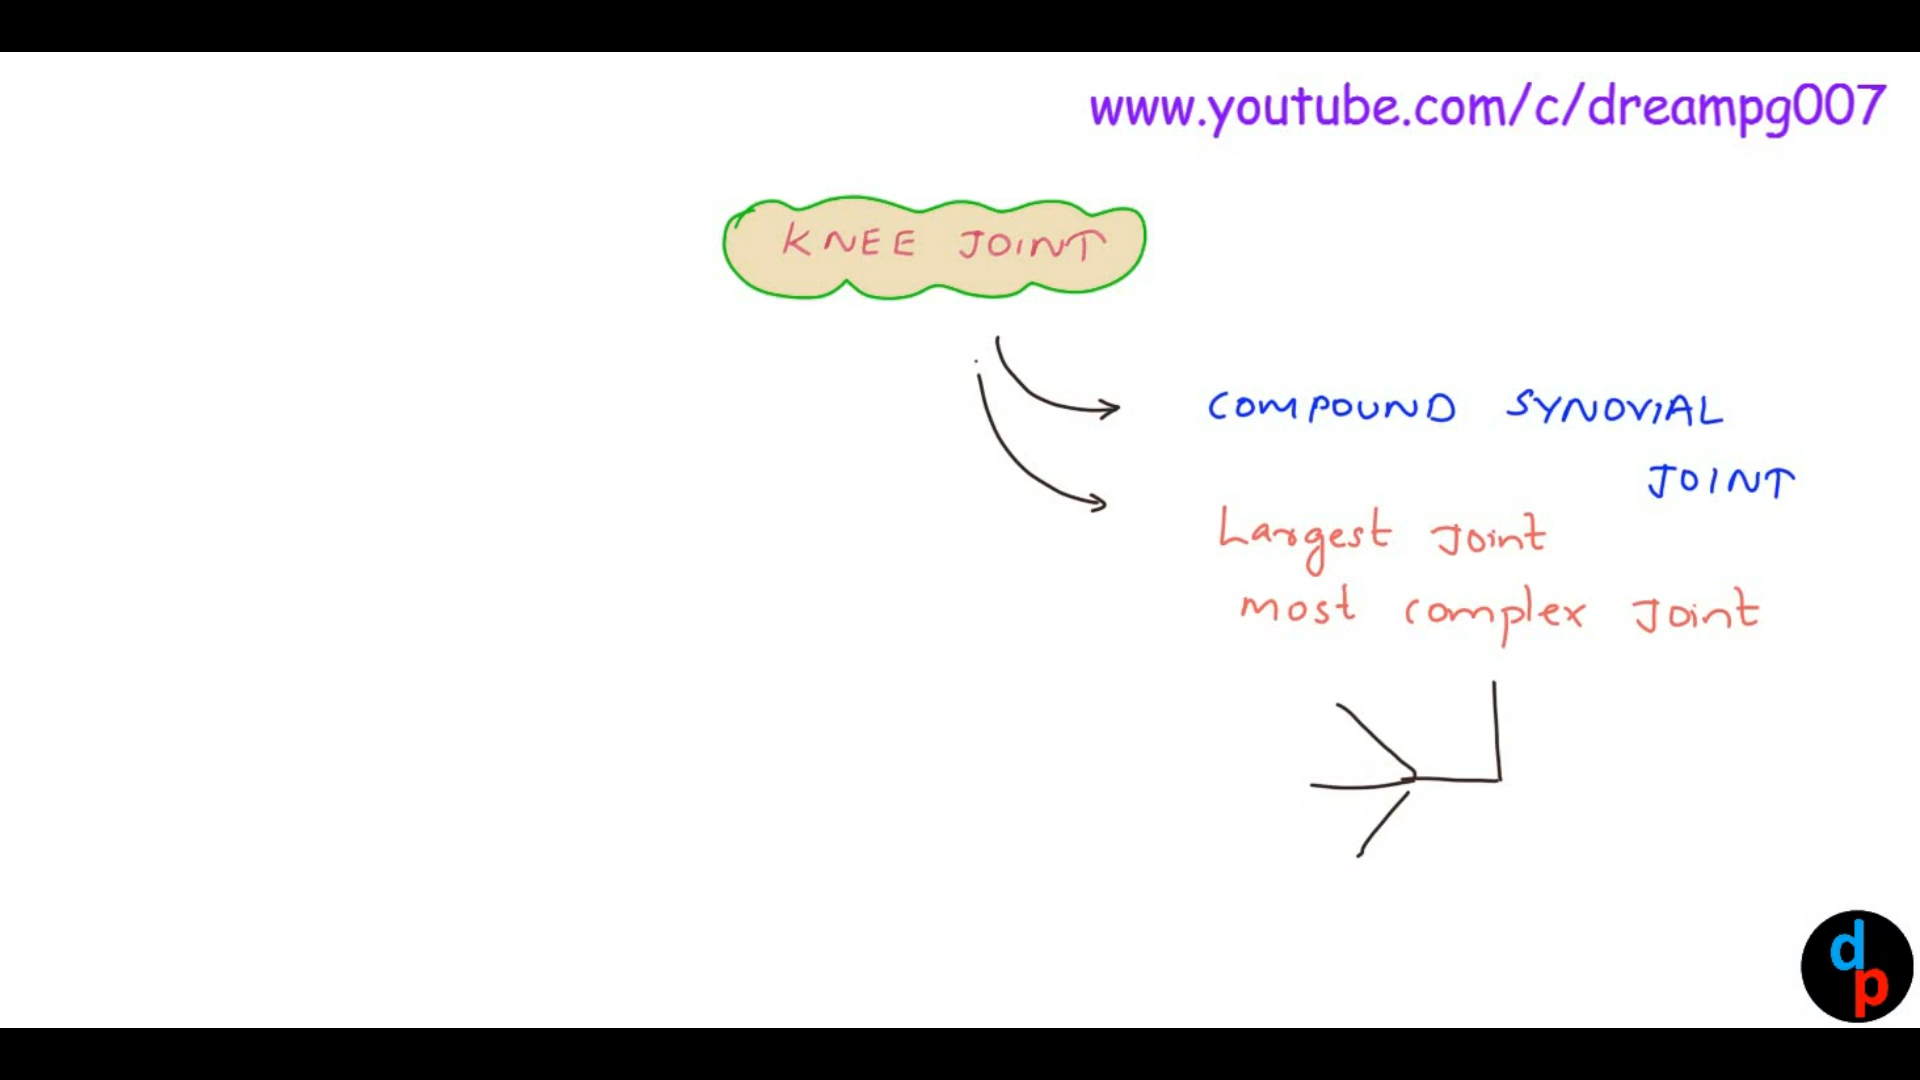 www.youtube.com/c/dreampg007
KNEE JOINT
COMPOUND SYNOVIAL
JOINT
Largest Joint
most complex Joint
dp